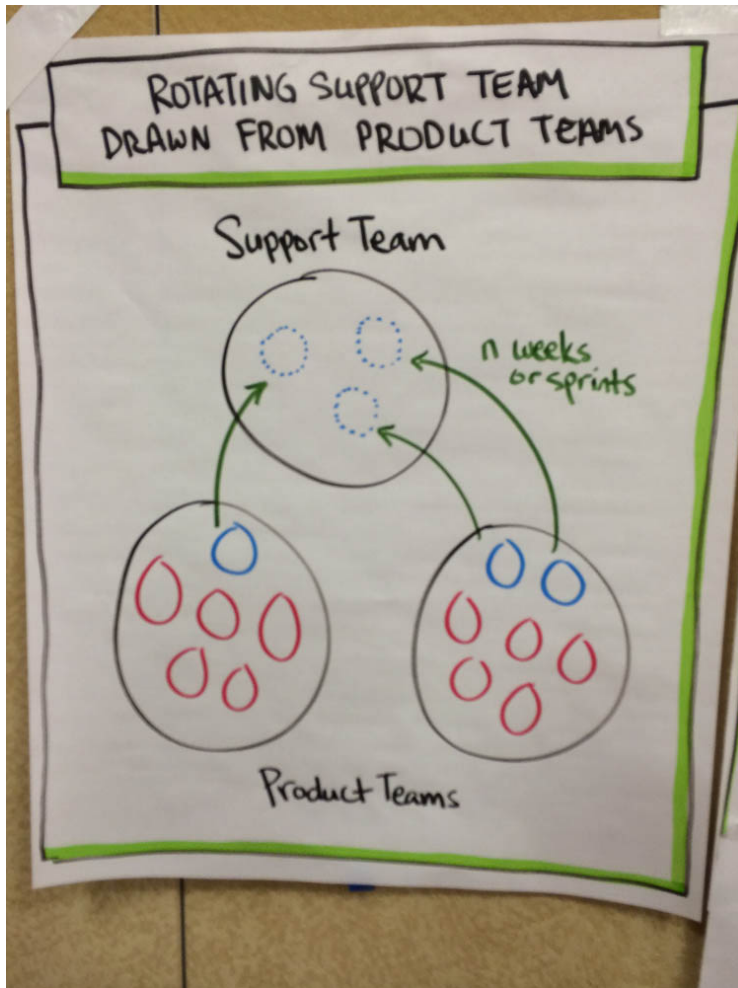 ROTATING SUPPORT TEAM
DRAWN FROM PRODUCT TEAMS
Support Team
n weeks
or sprints
Product Teams